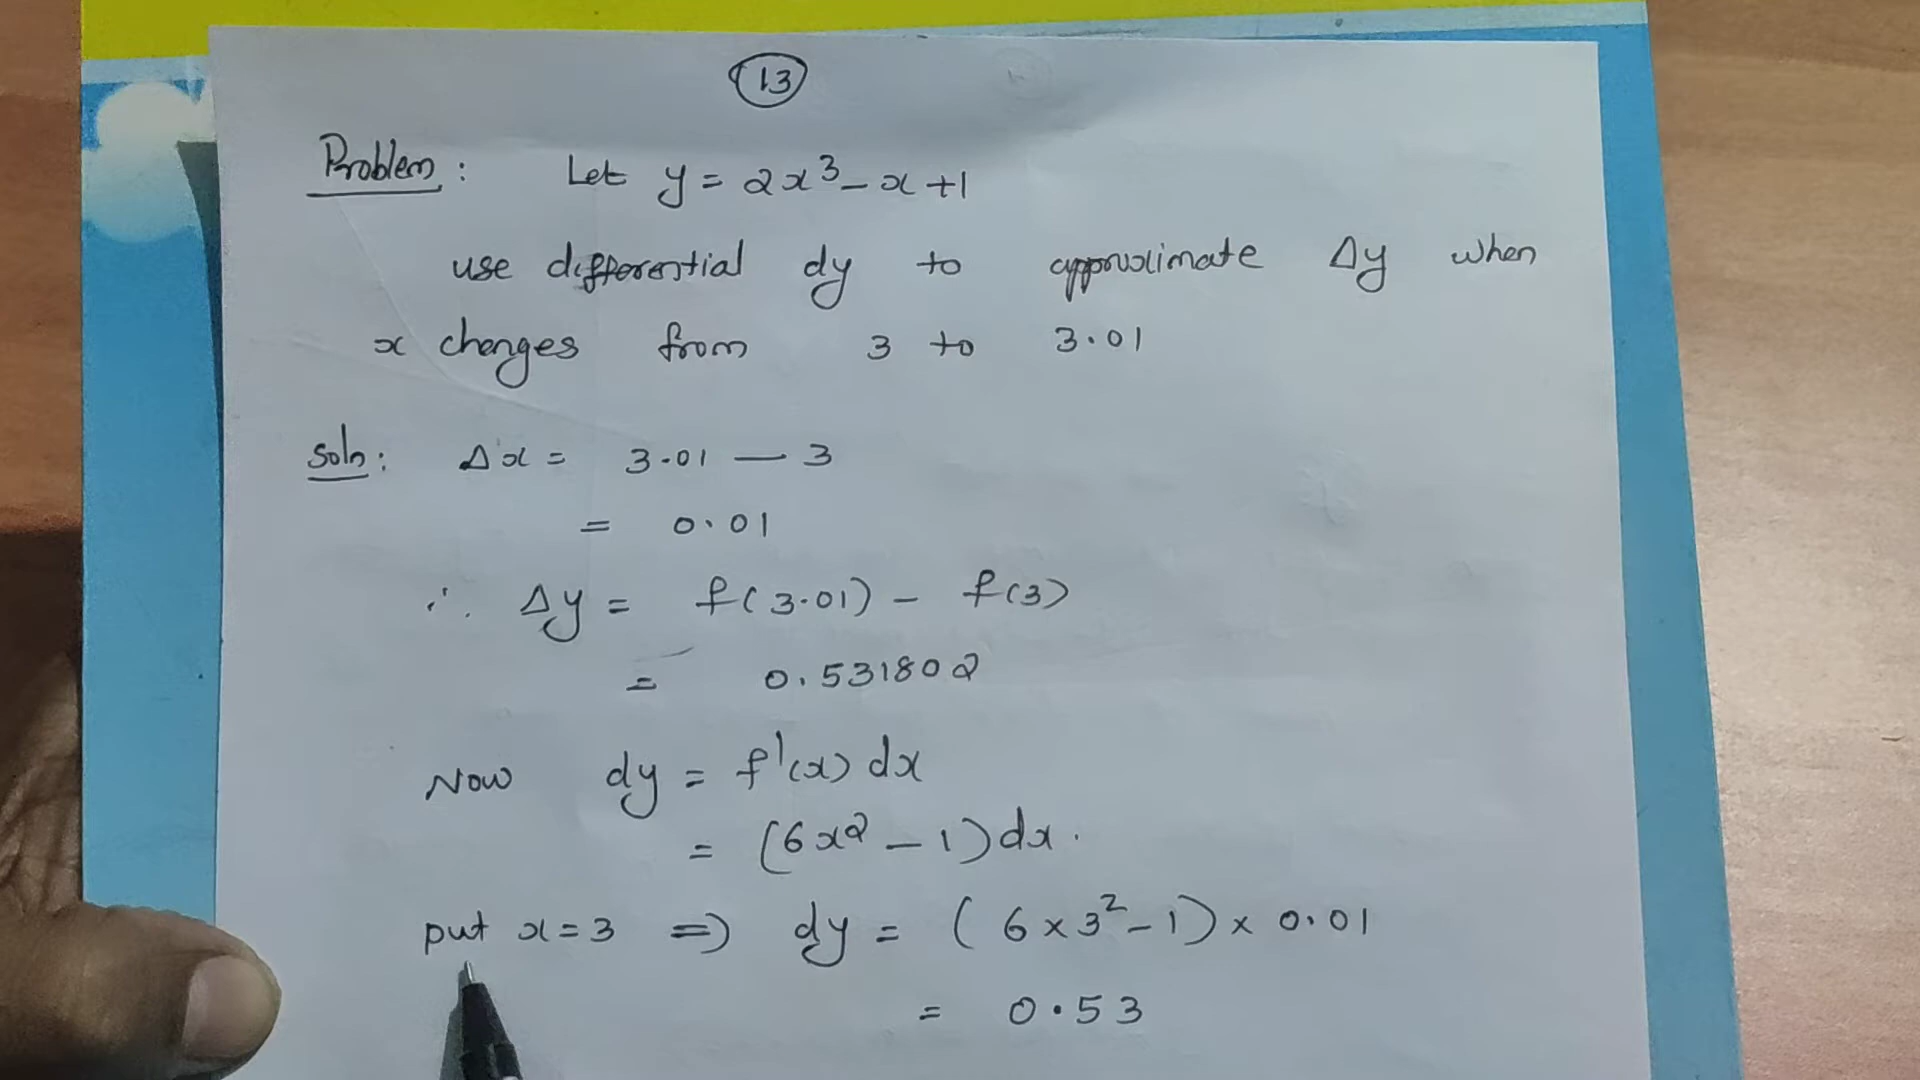 13
Problem : Let y = 2x³ - x + 1
use differential dy to approximate Δy when
x changes from 3 to 3.01
Soln : Δx = 3.01 — 3
= 0.01
∴ Δy = f(3.01) - f(3)
= 0.531802
Now dy = f'(x) dx
= (6x² - 1) dx .
put x = 3 ⇒ dy = ( 6 × 3² - 1) × 0.01
= 0.53